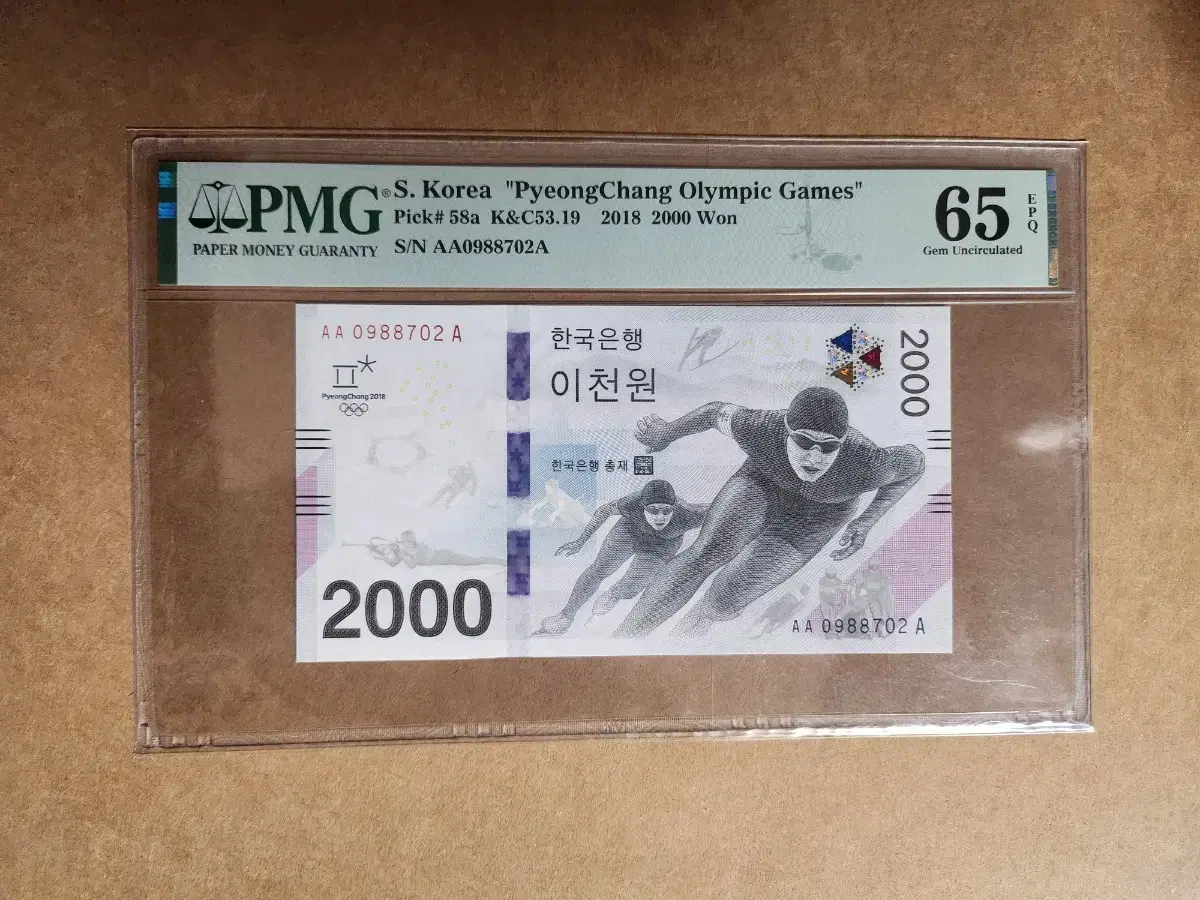 PMG®
PAPER MONEY GUARANTY
S. Korea "PyeongChang Olympic Games"
Pick# 58a K&C53.19 2018 2000 Won
S/N AA0988702A
65
EPQ
Gem Uncirculated
AA 0988702 A
PyeongChang 2018
한국은행
이천원
2000
한국은행 총재
2000
AA 0988702 A